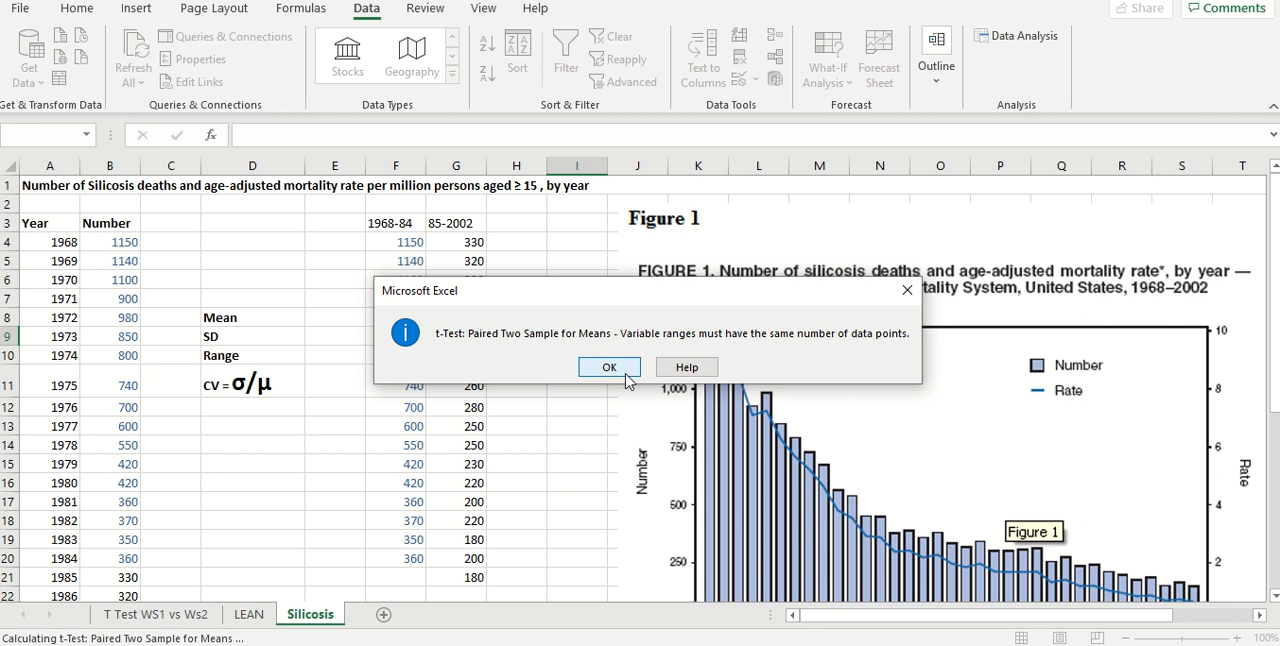 File Home Insert Page Layout Formulas Data Review View Help Share Comments
Get Data
Refresh All
Queries & Connections
Properties
Edit Links
Stocks Geography
Sort
Filter
Clear
Reapply
Advanced
Text to Columns
What-If Analysis
Forecast Sheet
Outline
Data Analysis
Get & Transform Data Queries & Connections Data Types Sort & Filter Data Tools Forecast Analysis
fx
A B C D E F G H I J K L M N O P Q R S T
1 Number of Silicosis deaths and age-adjusted mortality rate per million persons aged ≥ 15 , by year
2
3 Year Number 1968-84 85-2002
4 1968 1150 1150 330
5 1969 1140 1140 320
6 1970 1100
7 1971 900
8 1972 980 Mean
9 1973 850 SD
10 1974 800 Range
11 1975 740 CV = σ/μ 740 260
12 1976 700 700 280
13 1977 600 600 250
14 1978 550 550 250
15 1979 420 420 230
16 1980 420 420 220
17 1981 360 360 200
18 1982 370 370 220
19 1983 350 350 180
20 1984 360 360 200
21 1985 330 180
22 1986 320
Figure 1
FIGURE 1. Number of silicosis deaths and age-adjusted mortality rate*, by year —
tality System, United States, 1968–2002
Microsoft Excel
t-Test: Paired Two Sample for Means - Variable ranges must have the same number of data points.
OK Help
Number
Rate
10
1,000 8
750 6
500 4
250 2
Number
Rate
Figure 1
T Test WS1 vs Ws2 LEAN Silicosis
Calculating t-Test: Paired Two Sample for Means ... 100%